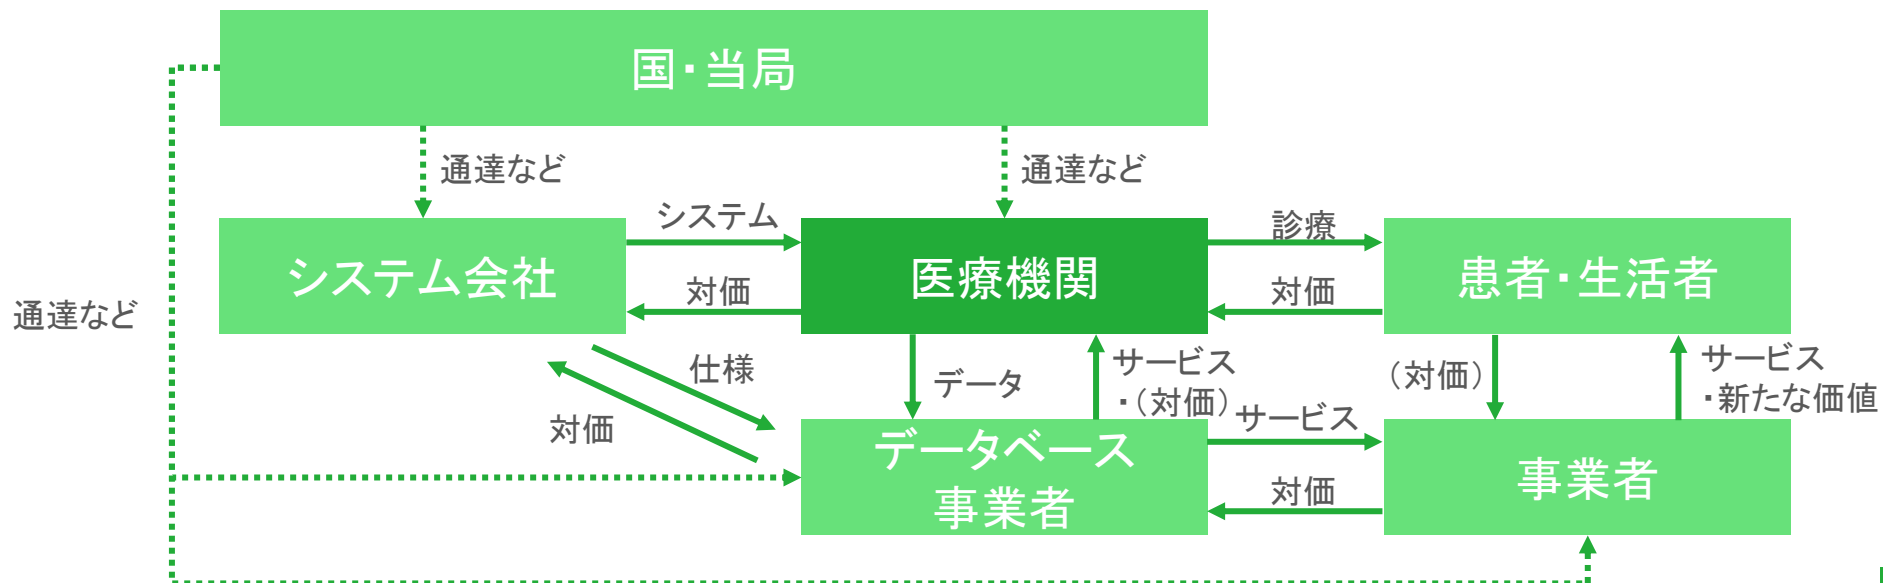 国・当局
通達など
通達など
システム
診療
システム会社
医療機関
患者・生活者
対価
対価
通達など
仕様
データ
サービス
・(対価)
(対価)
サービス
・新たな価値
対価
サービス
データベース
事業者
事業者
対価